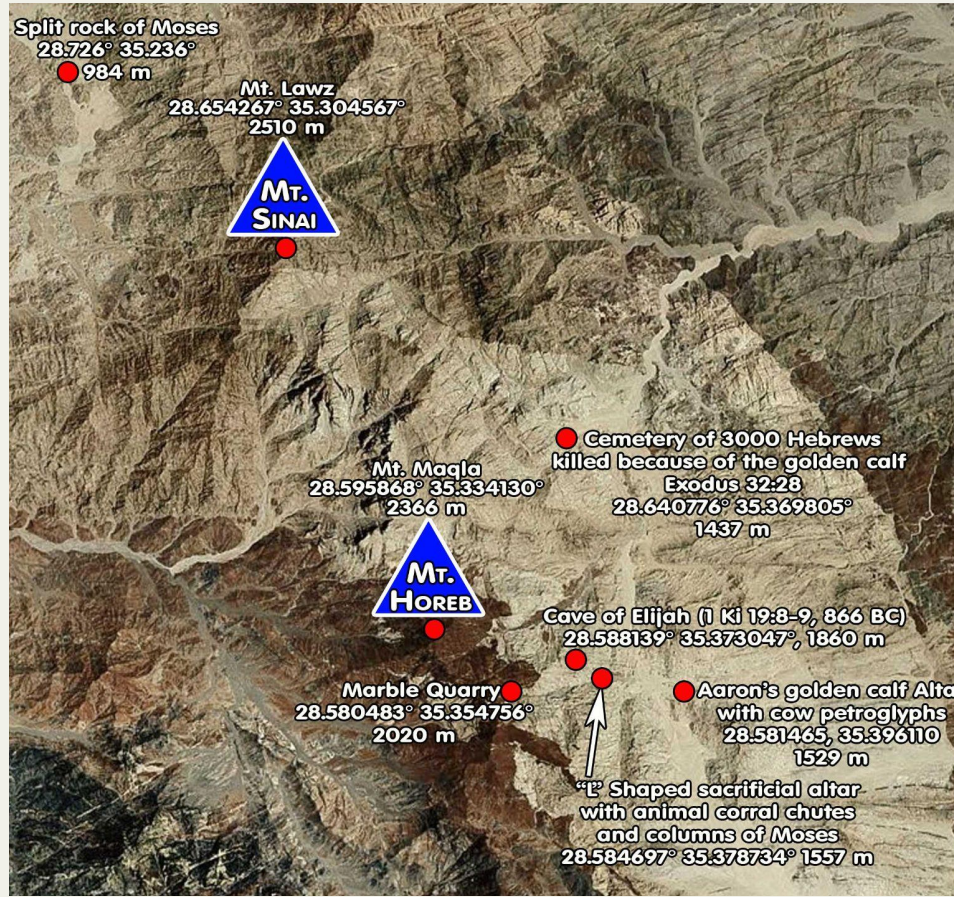 Split rock of Moses
28.726° 35.236°
984 m
Mt. Lawz
28.654267° 35.304567°
2510 m
MT.
SINAI
Cemetery of 3000 Hebrews
killed because of the golden calf
Exodus 32:28
28.640776° 35.369805°
1437 m
Mt. Maqla
28.595868° 35.334130°
2366 m
MT.
HOREB
Cave of Elijah (1 Ki 19:8-9, 866 BC)
28.588139° 35.373047°, 1860 m
Marble Quarry
28.580483° 35.354756°
2020 m
Aaron's golden calf Alta
with cow petroglyphs
28.581465, 35.396110
1529 m
"L" Shaped sacrificial altar
with animal corral chutes
and columns of Moses
28.584697° 35.378734° 1557 m